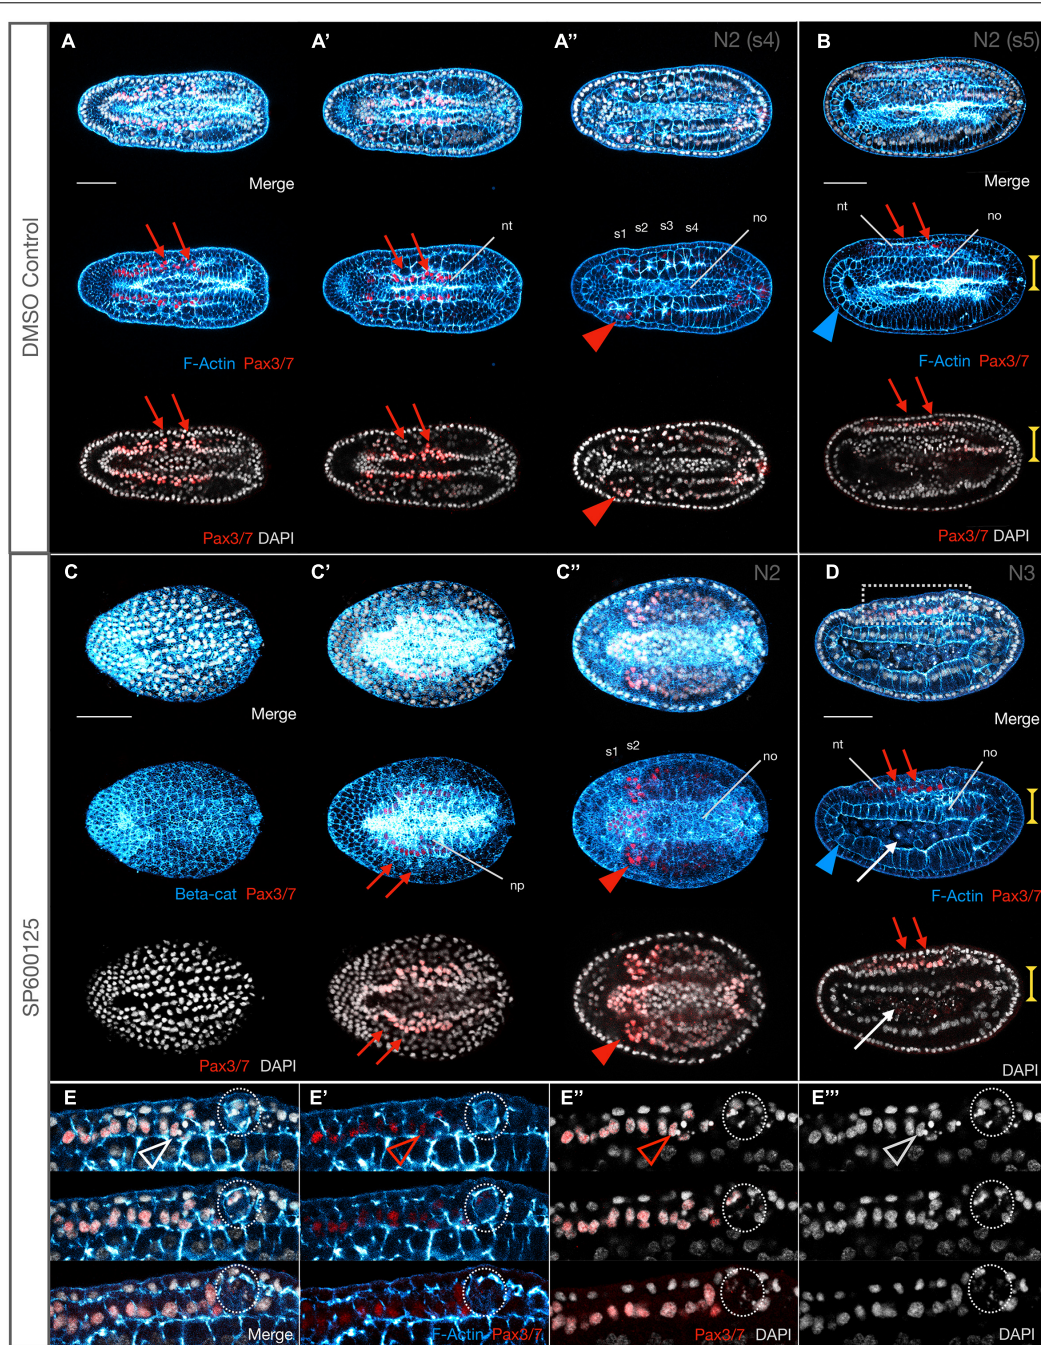 A A' A'' N2 (s4) B N2 (s5)
DMSO Control
Merge Merge
nt s1 s2 s3 s4 no nt no
F-Actin Pax3/7 F-Actin Pax3/7
Pax3/7 DAPI Pax3/7 DAPI
C C' C'' N2 D N3
SP600125
Merge Merge
s1 s2 no nt no
np
Beta-cat Pax3/7 F-Actin Pax3/7
Pax3/7 DAPI DAPI
E E' E'' E'''
Merge F-Actin Pax3/7 Pax3/7 DAPI DAPI